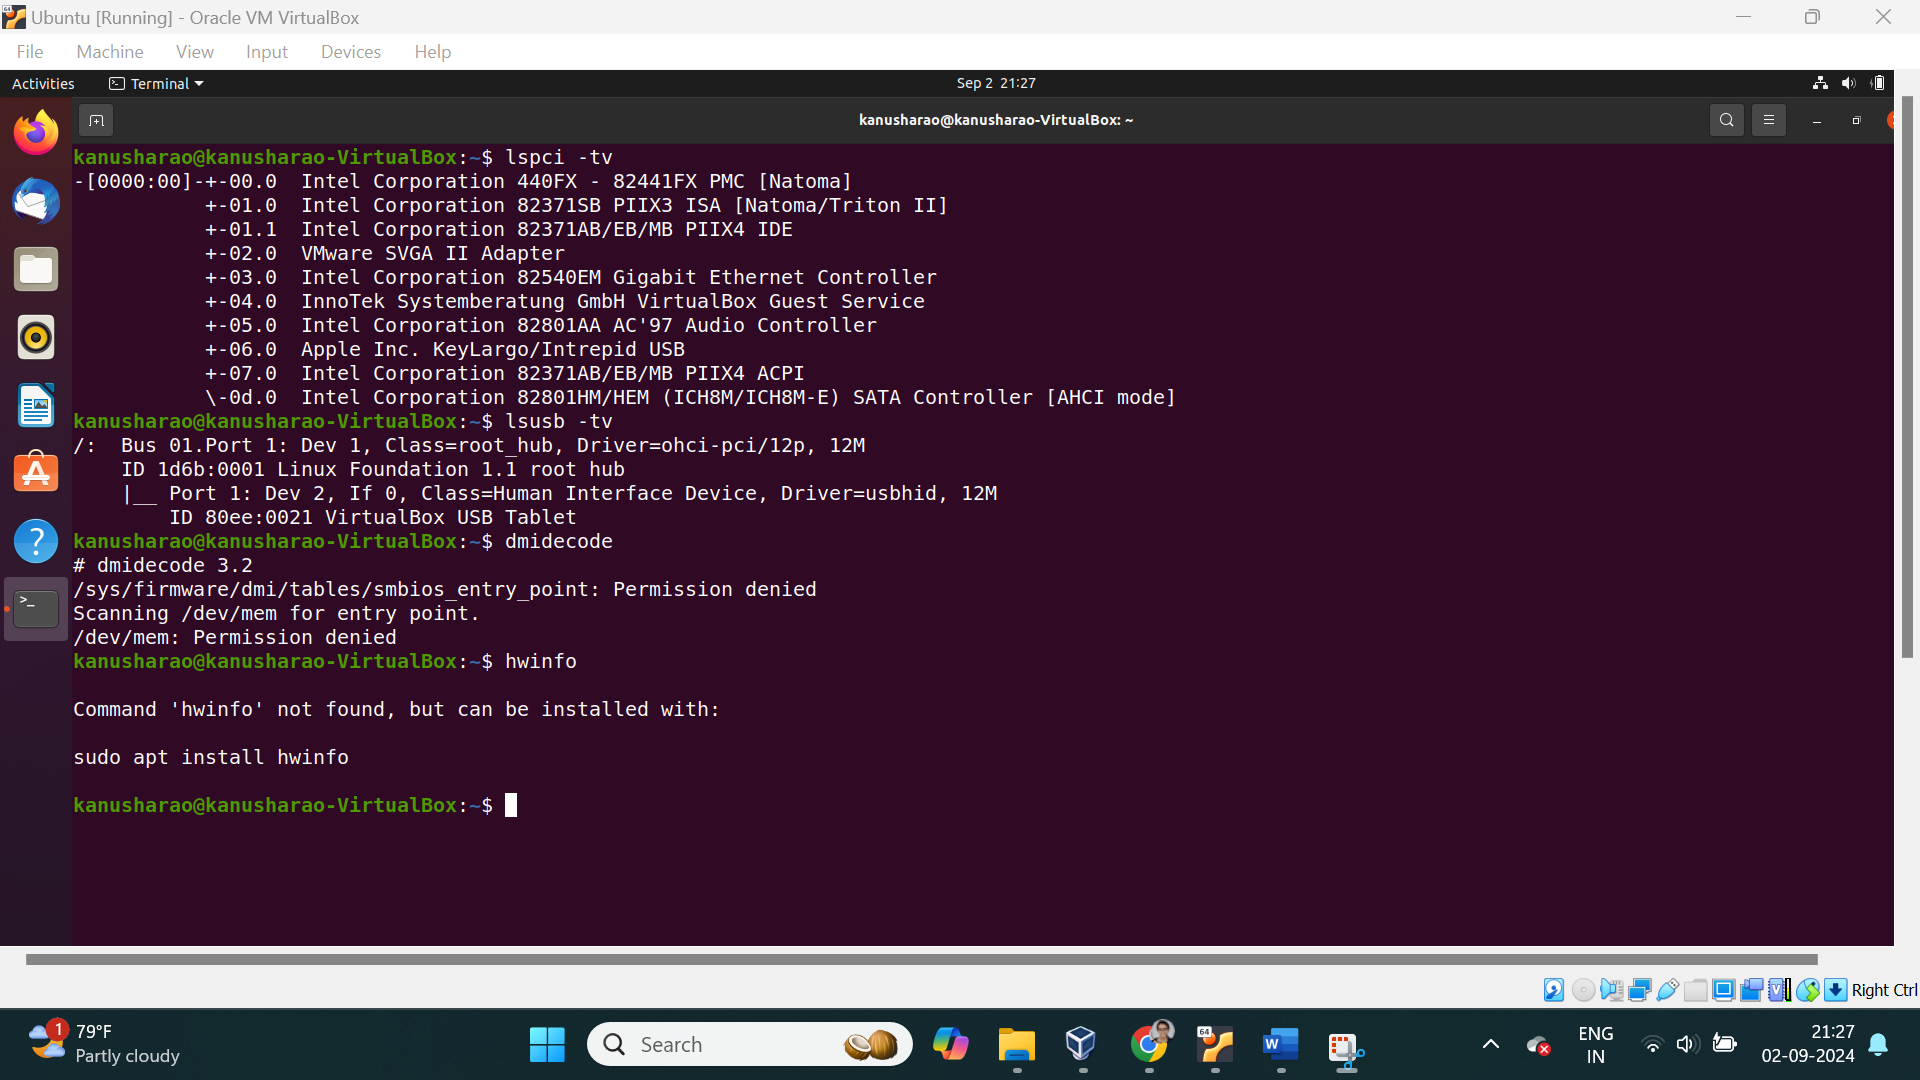 Ubuntu [Running] - Oracle VM VirtualBox
File Machine View Input Devices Help
Activities Terminal Sep 2 21:27
kanusharao@kanusharao-VirtualBox: ~
kanusharao@kanusharao-VirtualBox:~$ lspci -tv
-[0000:00]-+-00.0  Intel Corporation 440FX - 82441FX PMC [Natoma]
           +-01.0  Intel Corporation 82371SB PIIX3 ISA [Natoma/Triton II]
           +-01.1  Intel Corporation 82371AB/EB/MB PIIX4 IDE
           +-02.0  VMware SVGA II Adapter
           +-03.0  Intel Corporation 82540EM Gigabit Ethernet Controller
           +-04.0  InnoTek Systemberatung GmbH VirtualBox Guest Service
           +-05.0  Intel Corporation 82801AA AC'97 Audio Controller
           +-06.0  Apple Inc. KeyLargo/Intrepid USB
           +-07.0  Intel Corporation 82371AB/EB/MB PIIX4 ACPI
           \-0d.0  Intel Corporation 82801HM/HEM (ICH8M/ICH8M-E) SATA Controller [AHCI mode]
kanusharao@kanusharao-VirtualBox:~$ lsusb -tv
/:  Bus 01.Port 1: Dev 1, Class=root_hub, Driver=ohci-pci/12p, 12M
    ID 1d6b:0001 Linux Foundation 1.1 root hub
    |__ Port 1: Dev 2, If 0, Class=Human Interface Device, Driver=usbhid, 12M
        ID 80ee:0021 VirtualBox USB Tablet
kanusharao@kanusharao-VirtualBox:~$ dmidecode
# dmidecode 3.2
/sys/firmware/dmi/tables/smbios_entry_point: Permission denied
Scanning /dev/mem for entry point.
/dev/mem: Permission denied
kanusharao@kanusharao-VirtualBox:~$ hwinfo
Command 'hwinfo' not found, but can be installed with:
sudo apt install hwinfo
kanusharao@kanusharao-VirtualBox:~$
Right Ctrl
1
79°F
Partly cloudy
Search
64
W
ENG
IN
21:27
02-09-2024